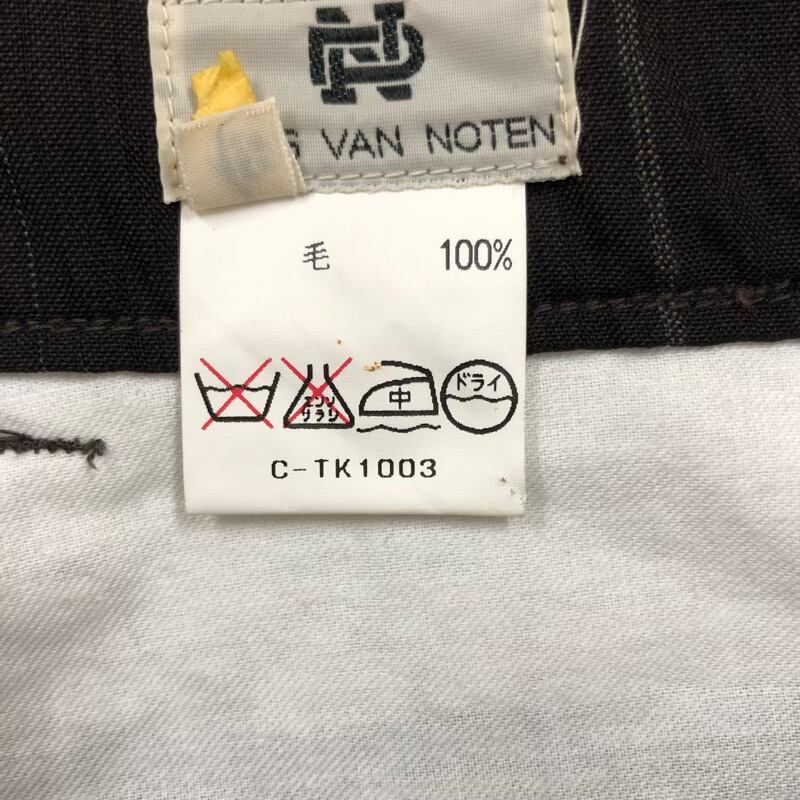 VAN NOTEN
毛 100%
エンソ
サラシ
中
ドライ
C-TK1003